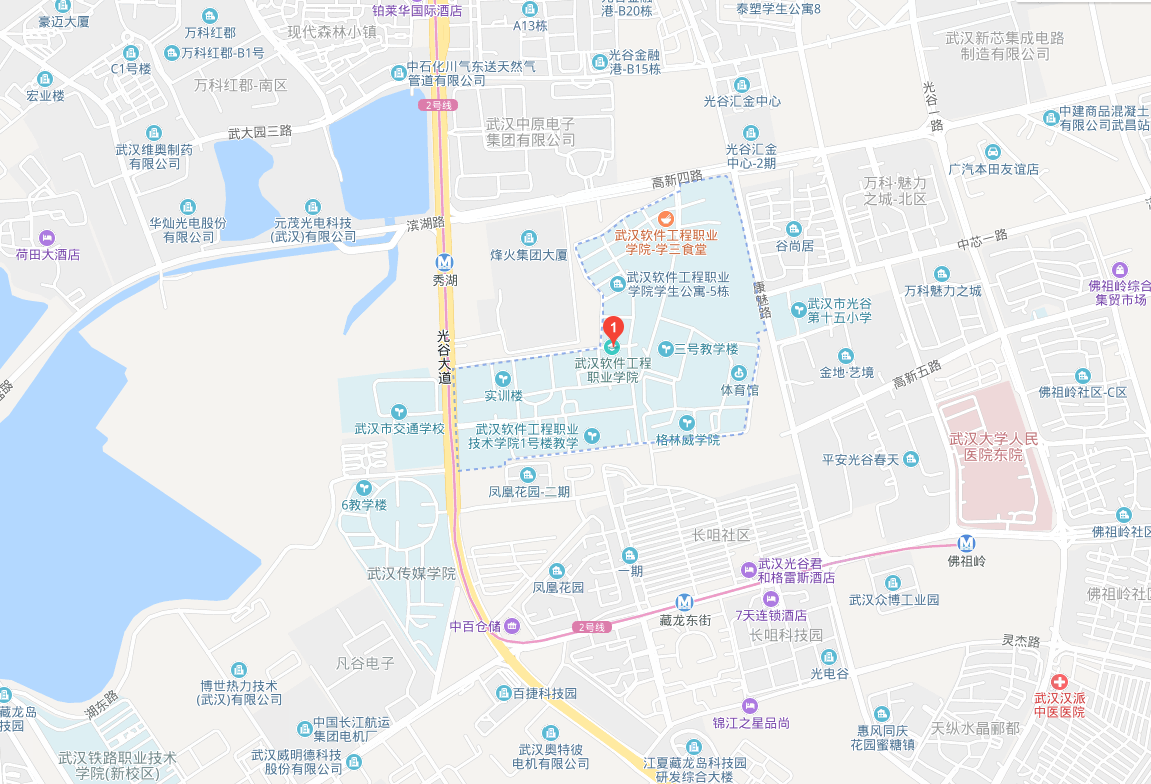 豪迈大厦
铂莱华国际酒店
A13栋
港-B20栋
泰塑学生公寓8
万科红郡
现代森林小镇
武汉新芯集成电路
制造有限公司
C1号楼
万科红郡-B1号
光谷金融
港-B15栋
中石化川气东送天然气
管道有限公司
宏业楼
万科红郡-南区
光谷汇金中心
光谷一路
2号线
中建商品混凝土
有限公司武昌站
武大园三路
武汉中原电子
集团有限公司
武汉维奥制药
有限公司
光谷汇金
中心-2期
广汽本田友谊店
高新四路
万科·魅力
之城-北区
华灿光电股份
有限公司
元茂光电科技
(武汉)有限公司
滨湖路
武汉软件工程职业
学院-学三食堂
荷田大酒店
烽火集团大厦
谷尚居
中芯一路
秀湖
武汉软件工程职业
学院学生公寓-5栋
康魅路
万科魅力之城
佛祖岭综合
集贸市场
武汉市光谷
第十五小学
1
光谷大道
三号教学楼
武汉软件工程
职业学院
金地·艺境
高新五路
实训楼
体育馆
佛祖岭社区-C区
武汉市交通学校
武汉软件工程职业
技术学院1号楼教学
格林威学院
武汉大学人民
医院东院
平安光谷春天
凤凰花园-二期
6教学楼
长咀社区
佛祖岭社区
武汉传媒学院
凤凰花园
一期
武汉光谷君
和格雷斯酒店
佛祖岭
武汉众博工业园
佛祖岭社区
7天连锁酒店
藏龙东街
中百仓储
2号线
长咀科技园
灵杰路
凡谷电子
光电谷
博世热力技术
(武汉)有限公司
百捷科技园
武汉汉派
中医医院
湖东路
藏龙岛
技园
中国长江航运
集团电机厂
锦江之星品尚
惠风同庆
花园蜜糖镇
天纵水晶郦都
武汉铁路职业技术
学院(新校区)
武汉威明德科技
股份有限公司
武汉奥特彼
电机有限公司
江夏藏龙岛科技园
研发综合大楼